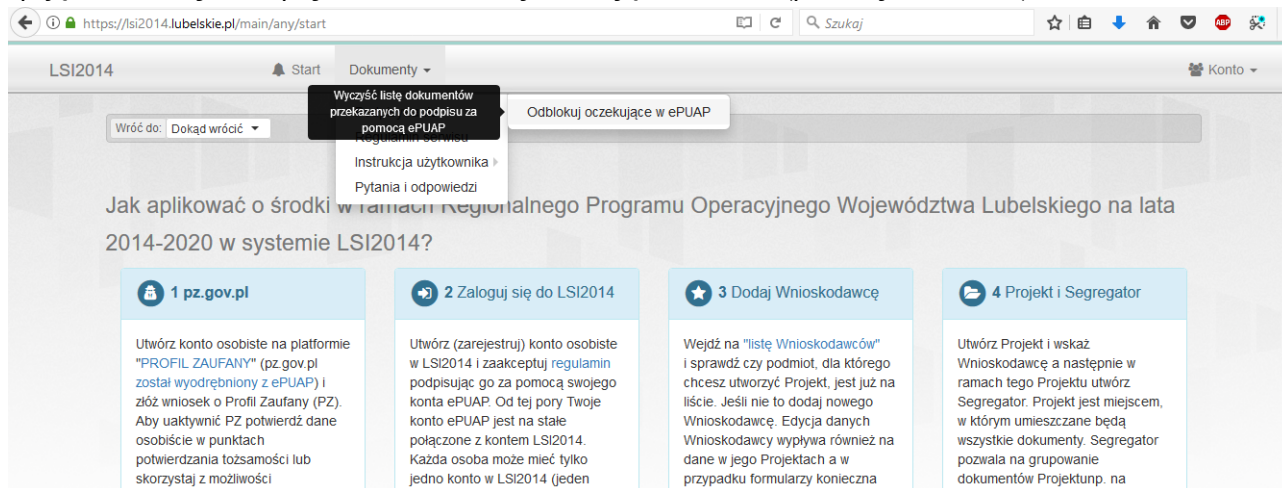 https://lsi2014.lubelskie.pl/main/any/start
Szukaj
ABP
LSI2014
Start
Dokumenty
Konto
Wyczyść listę dokumentów
przekazanych do podpisu za
pomocą ePUAP
Odblokuj oczekujące w ePUAP
Wróć do: Dokąd wrócić
Regulamin serwisu
Instrukcja użytkownika
Pytania i odpowiedzi
Jak aplikować o środki w ramach Regionalnego Programu Operacyjnego Województwa Lubelskiego na lata
2014-2020 w systemie LSI2014?
1 pz.gov.pl
Utwórz konto osobiste na platformie
"PROFIL ZAUFANY" (pz.gov.pl
został wyodrębniony z ePUAP) i
złóż wniosek o Profil Zaufany (PZ).
Aby uaktywnić PZ potwierdź dane
osobiście w punktach
potwierdzania tożsamości lub
skorzystaj z możliwości
2 Zaloguj się do LSI2014
Utwórz (zarejestruj) konto osobiste
w LSI2014 i zaakceptuj regulamin
podpisując go za pomocą swojego
konta ePUAP. Od tej pory Twoje
konto ePUAP jest na stałe
połączone z kontem LSI2014.
Każda osoba może mieć tylko
jedno konto w LSI2014 (jeden
3 Dodaj Wnioskodawcę
Wejdź na "listę Wnioskodawców"
i sprawdź czy podmiot, dla którego
chcesz utworzyć Projekt, jest już na
liście. Jeśli nie to dodaj nowego
Wnioskodawcę. Edycja danych
Wnioskodawcy wypływa również na
dane w jego Projektach a w
przypadku formularzy konieczna
4 Projekt i Segregator
Utwórz Projekt i wskaż
Wnioskodawcę a następnie w
ramach tego Projektu utwórz
Segregator. Projekt jest miejscem,
w którym umieszczane będą
wszystkie dokumenty. Segregator
pozwala na grupowanie
dokumentów Projektunp. na